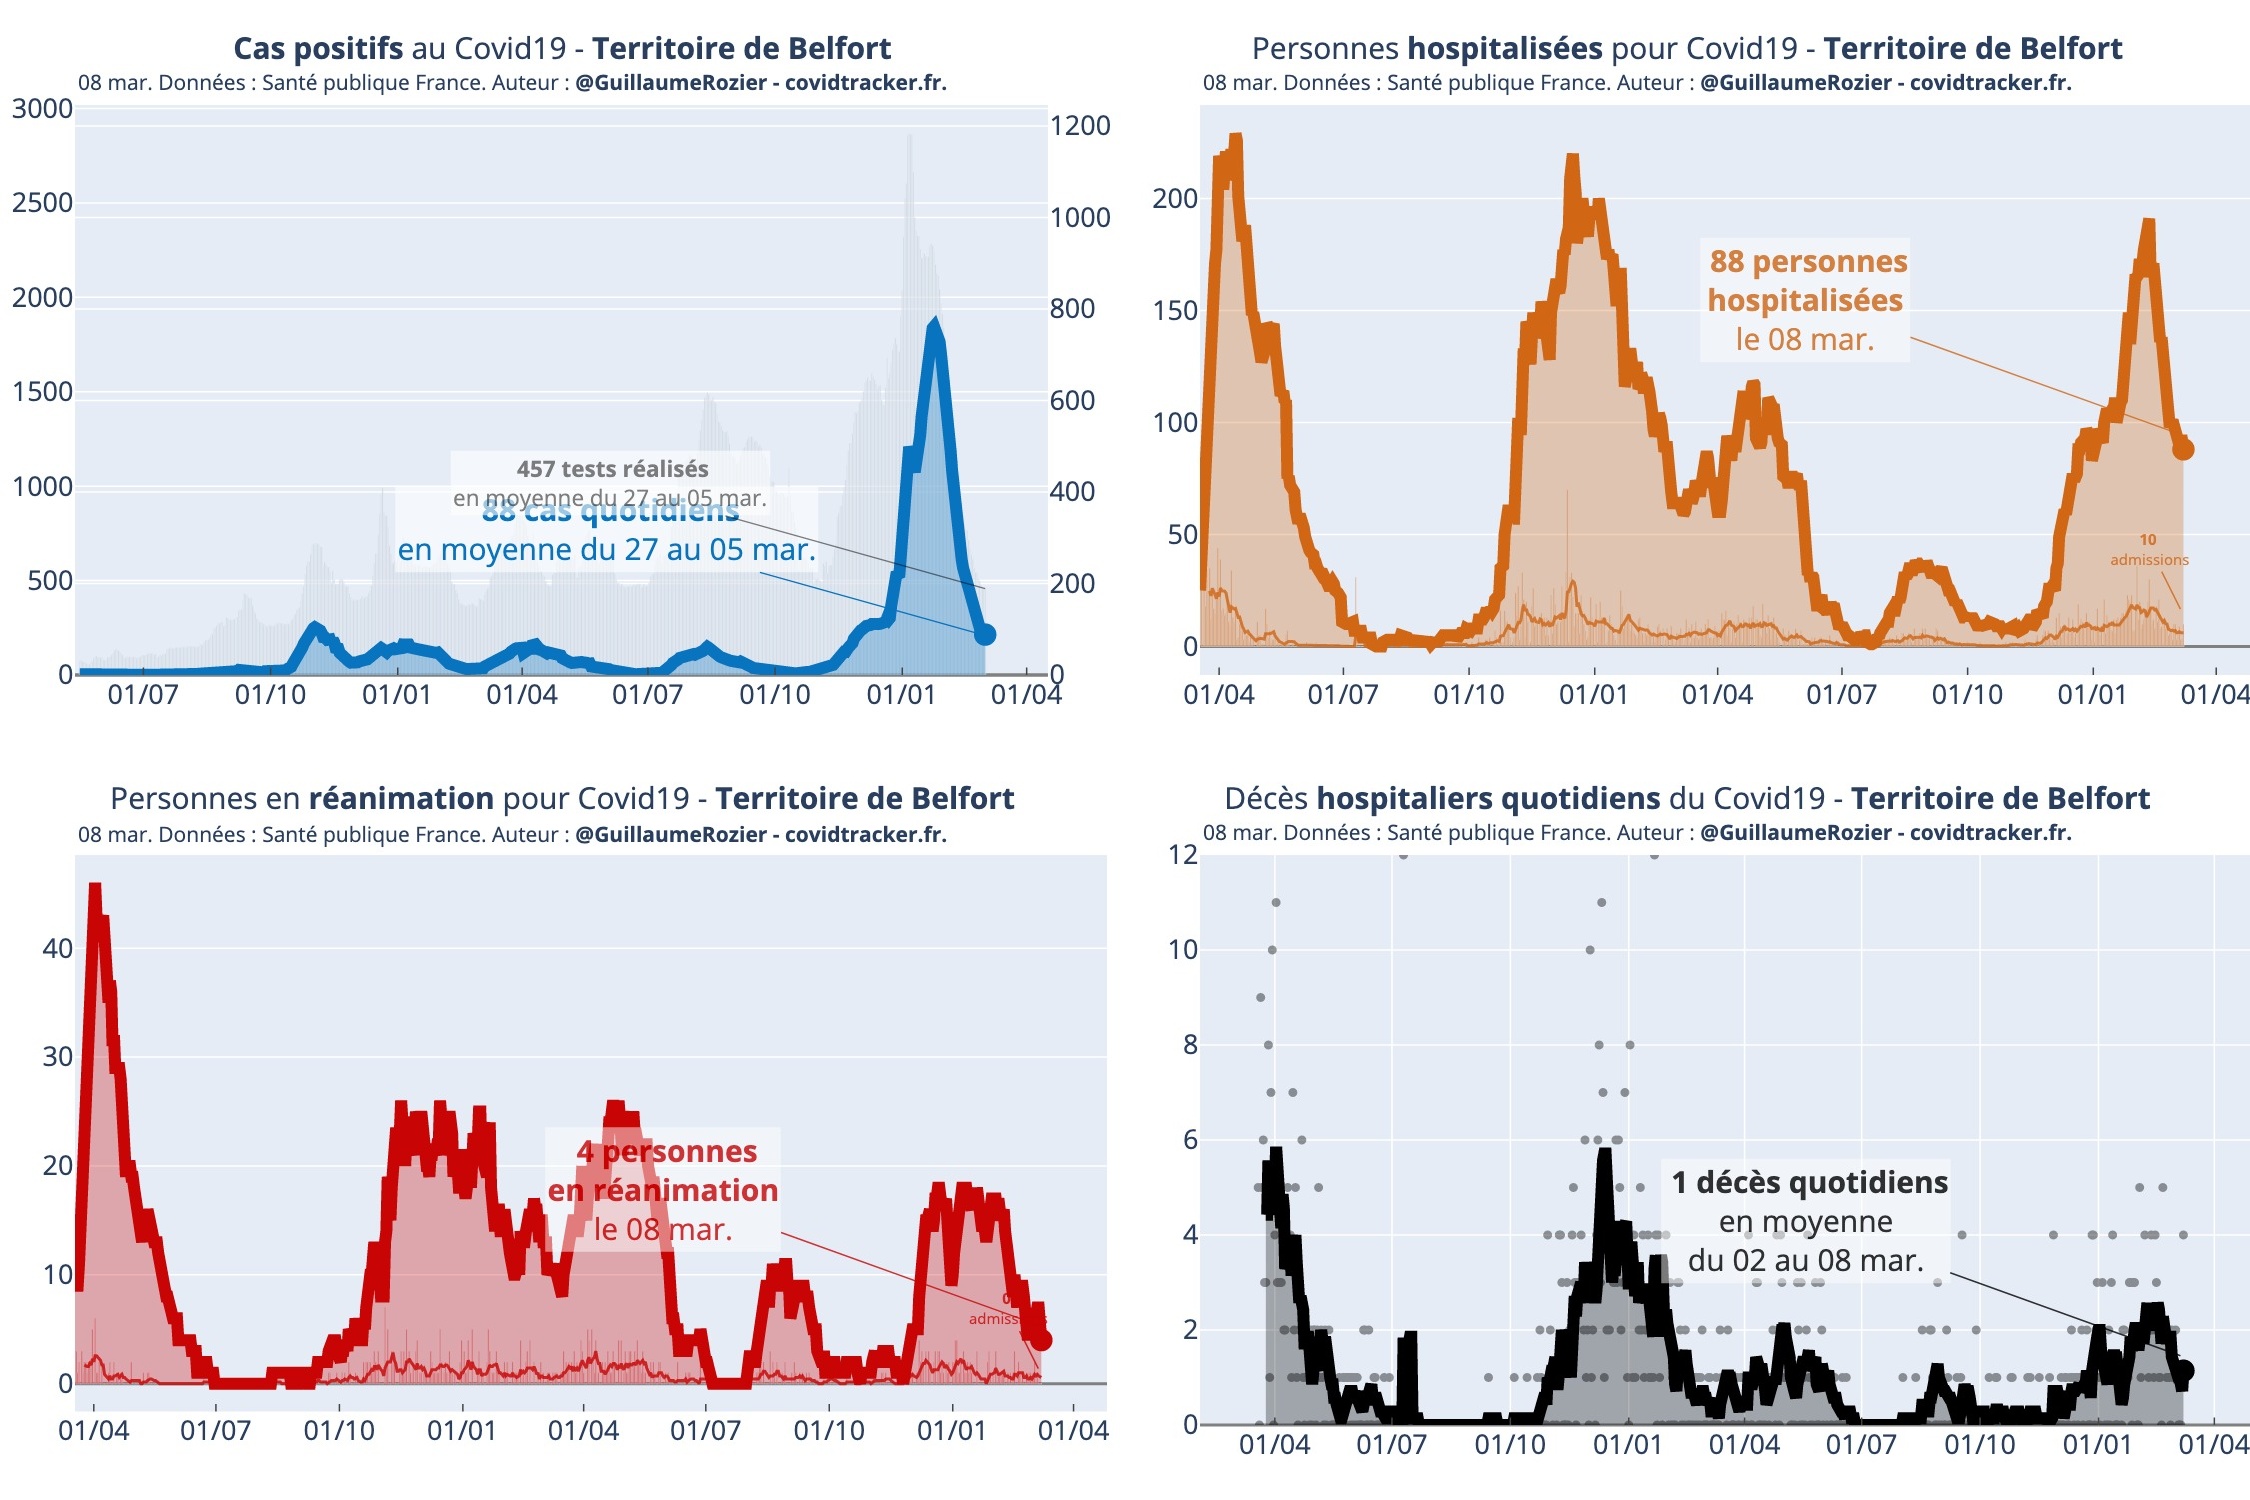 Cas positifs au Covid19 - Territoire de Belfort
08 mar. Données : Santé publique France. Auteur : @GuillaumeRozier - covidtracker.fr.
3000
2500
2000
1500
1000
500
0
1200
1000
800
600
400
200
0
457 tests réalisés
en moyenne du 27 au 05 mar.
88 cas quotidiens
en moyenne du 27 au 05 mar.
01/07 01/10 01/01 01/04 01/07 01/10 01/01 01/04
Personnes hospitalisées pour Covid19 - Territoire de Belfort
08 mar. Données : Santé publique France. Auteur : @GuillaumeRozier - covidtracker.fr.
200
150
100
50
0
88 personnes
hospitalisées
le 08 mar.
10
admissions
01/04 01/07 01/10 01/01 01/04 01/07 01/10 01/01 01/04
Personnes en réanimation pour Covid19 - Territoire de Belfort
08 mar. Données : Santé publique France. Auteur : @GuillaumeRozier - covidtracker.fr.
40
30
20
10
0
4 personnes
en réanimation
le 08 mar.
0
admissions
01/04 01/07 01/10 01/01 01/04 01/07 01/10 01/01 01/04
Décès hospitaliers quotidiens du Covid19 - Territoire de Belfort
08 mar. Données : Santé publique France. Auteur : @GuillaumeRozier - covidtracker.fr.
12
10
8
6
4
2
0
1 décès quotidiens
en moyenne
du 02 au 08 mar.
01/04 01/07 01/10 01/01 01/04 01/07 01/10 01/01 01/04